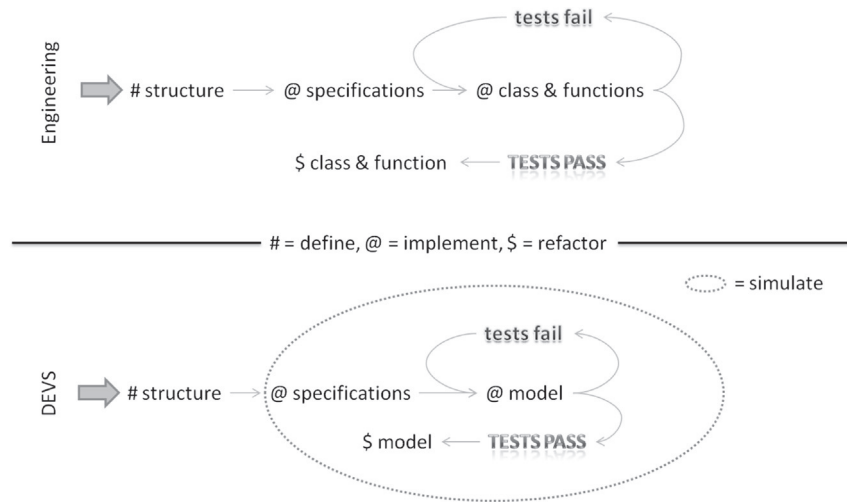 tests fail
Engineering
# structure
@ specifications
@ class & functions
$ class & function
TESTS PASS
# = define, @ = implement, $ = refactor
= simulate
tests fail
DEVS
# structure
@ specifications
@ model
$ model
TESTS PASS